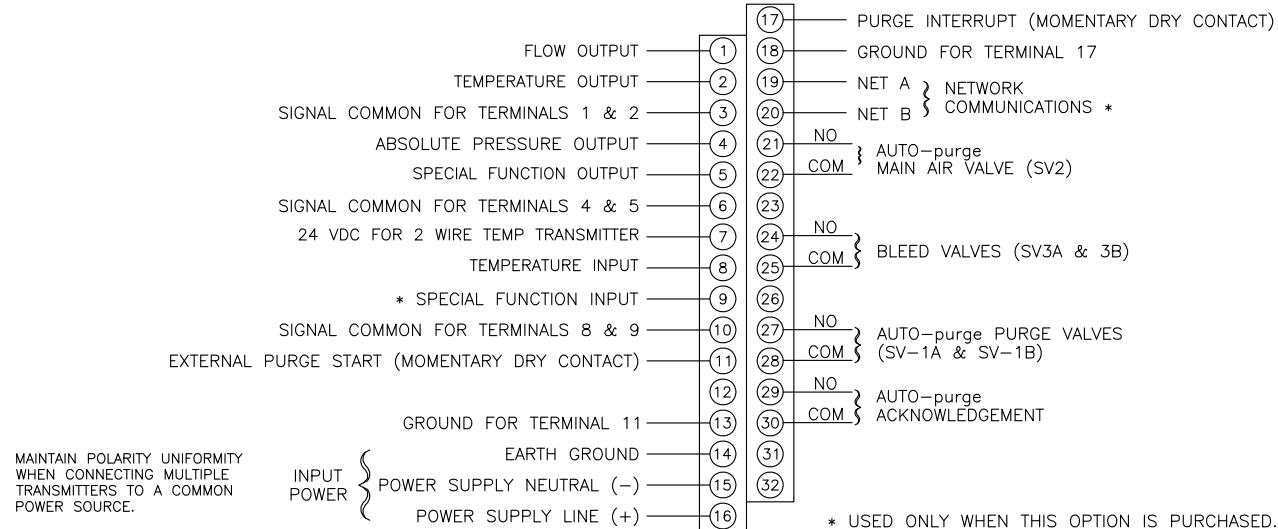 17 PURGE INTERRUPT (MOMENTARY DRY CONTACT)
FLOW OUTPUT 1
18 GROUND FOR TERMINAL 17
TEMPERATURE OUTPUT 2
19 NET A
20 NET B
NETWORK
COMMUNICATIONS *
SIGNAL COMMON FOR TERMINALS 1 & 2 3
ABSOLUTE PRESSURE OUTPUT 4
21 NO
22 COM
AUTO-purge
MAIN AIR VALVE (SV2)
SPECIAL FUNCTION OUTPUT 5
SIGNAL COMMON FOR TERMINALS 4 & 5 6
23
24 VDC FOR 2 WIRE TEMP TRANSMITTER 7
24 NO
25 COM
BLEED VALVES (SV3A & 3B)
TEMPERATURE INPUT 8
* SPECIAL FUNCTION INPUT 9
26
SIGNAL COMMON FOR TERMINALS 8 & 9 10
27 NO
28 COM
AUTO-purge PURGE VALVES
(SV-1A & SV-1B)
EXTERNAL PURGE START (MOMENTARY DRY CONTACT) 11
12
29 NO
30 COM
AUTO-purge
ACKNOWLEDGEMENT
GROUND FOR TERMINAL 11 13
EARTH GROUND 14
31
POWER SUPPLY NEUTRAL (-) 15
32
POWER SUPPLY LINE (+) 16
INPUT
POWER
MAINTAIN POLARITY UNIFORMITY
WHEN CONNECTING MULTIPLE
TRANSMITTERS TO A COMMON
POWER SOURCE.
* USED ONLY WHEN THIS OPTION IS PURCHASED.